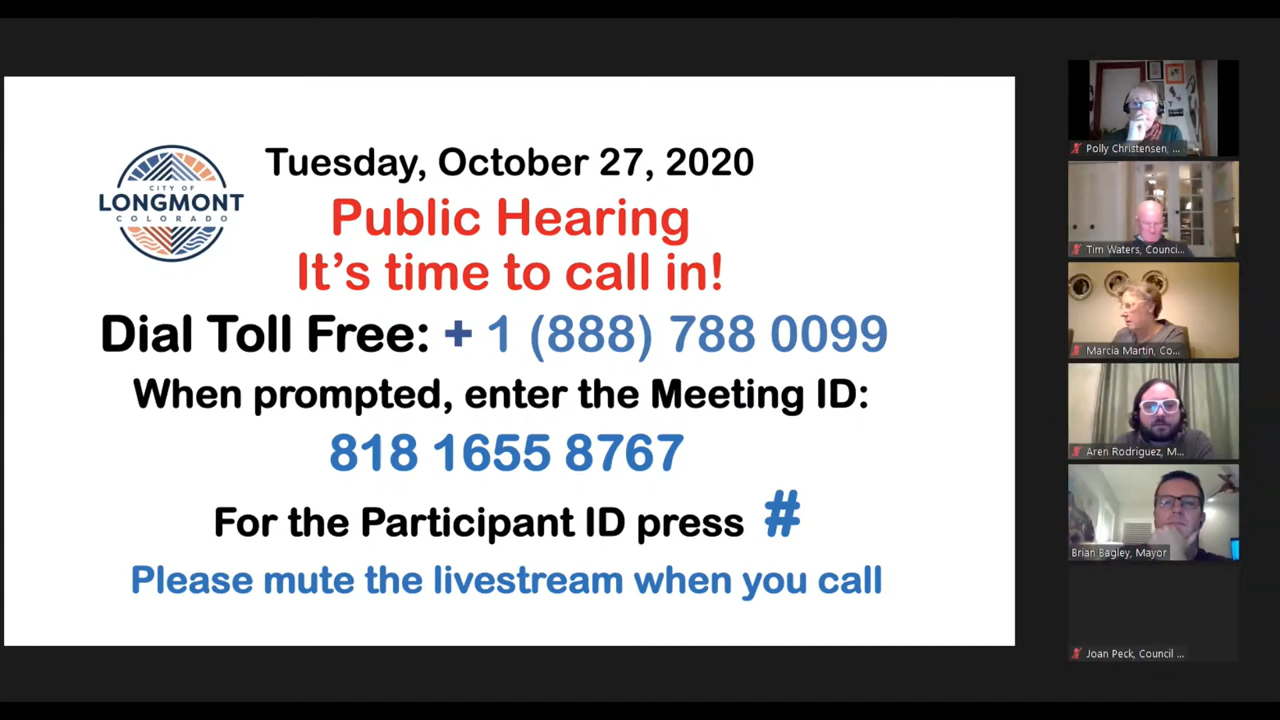 Tuesday, October 27, 2020
CITY OF
LONGMONT
COLORADO
Public Hearing
It's time to call in!
Dial Toll Free: + 1 (888) 788 0099
When prompted, enter the Meeting ID:
818 1655 8767
For the Participant ID press #
Please mute the livestream when you call
Polly Christensen, ...
Tim Waters, Counci...
Marcia Martin, Co...
Aren Rodriguez, M...
Brian Bagley, Mayor
Joan Peck, Council ...